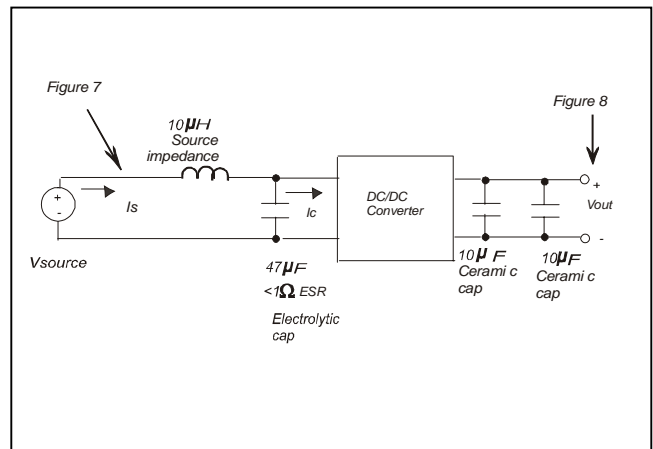 Figure 7
Figure 8
10µH
Source
impedance
+
-
Is
Ic
DC/DC
Converter
+
Vout
-
Vsource
47µF
<1Ω ESR
Electrolytic
cap
10µF
Cerami c
cap
10µF
Cerami c
cap